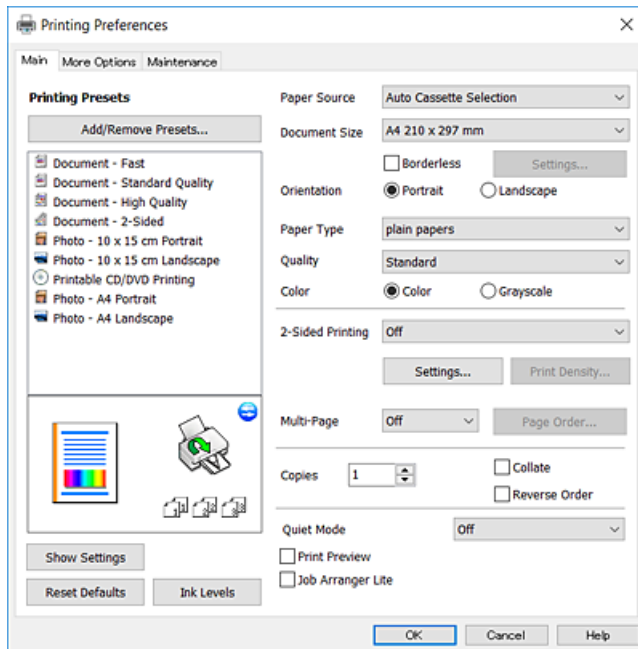 Printing Preferences
Main More Options Maintenance
Printing Presets
Add/Remove Presets...
Document - Fast
Document - Standard Quality
Document - High Quality
Document - 2-Sided
Photo - 10 x 15 cm Portrait
Photo - 10 x 15 cm Landscape
Printable CD/DVD Printing
Photo - A4 Portrait
Photo - A4 Landscape
Show Settings
Reset Defaults Ink Levels
Paper Source Auto Cassette Selection
Document Size A4 210 x 297 mm
Borderless Settings...
Orientation Portrait Landscape
Paper Type plain papers
Quality Standard
Color Color Grayscale
2-Sided Printing Off
Settings... Print Density...
Multi-Page Off Page Order...
Copies 1 Collate
Reverse Order
Quiet Mode Off
Print Preview
Job Arranger Lite
OK Cancel Help